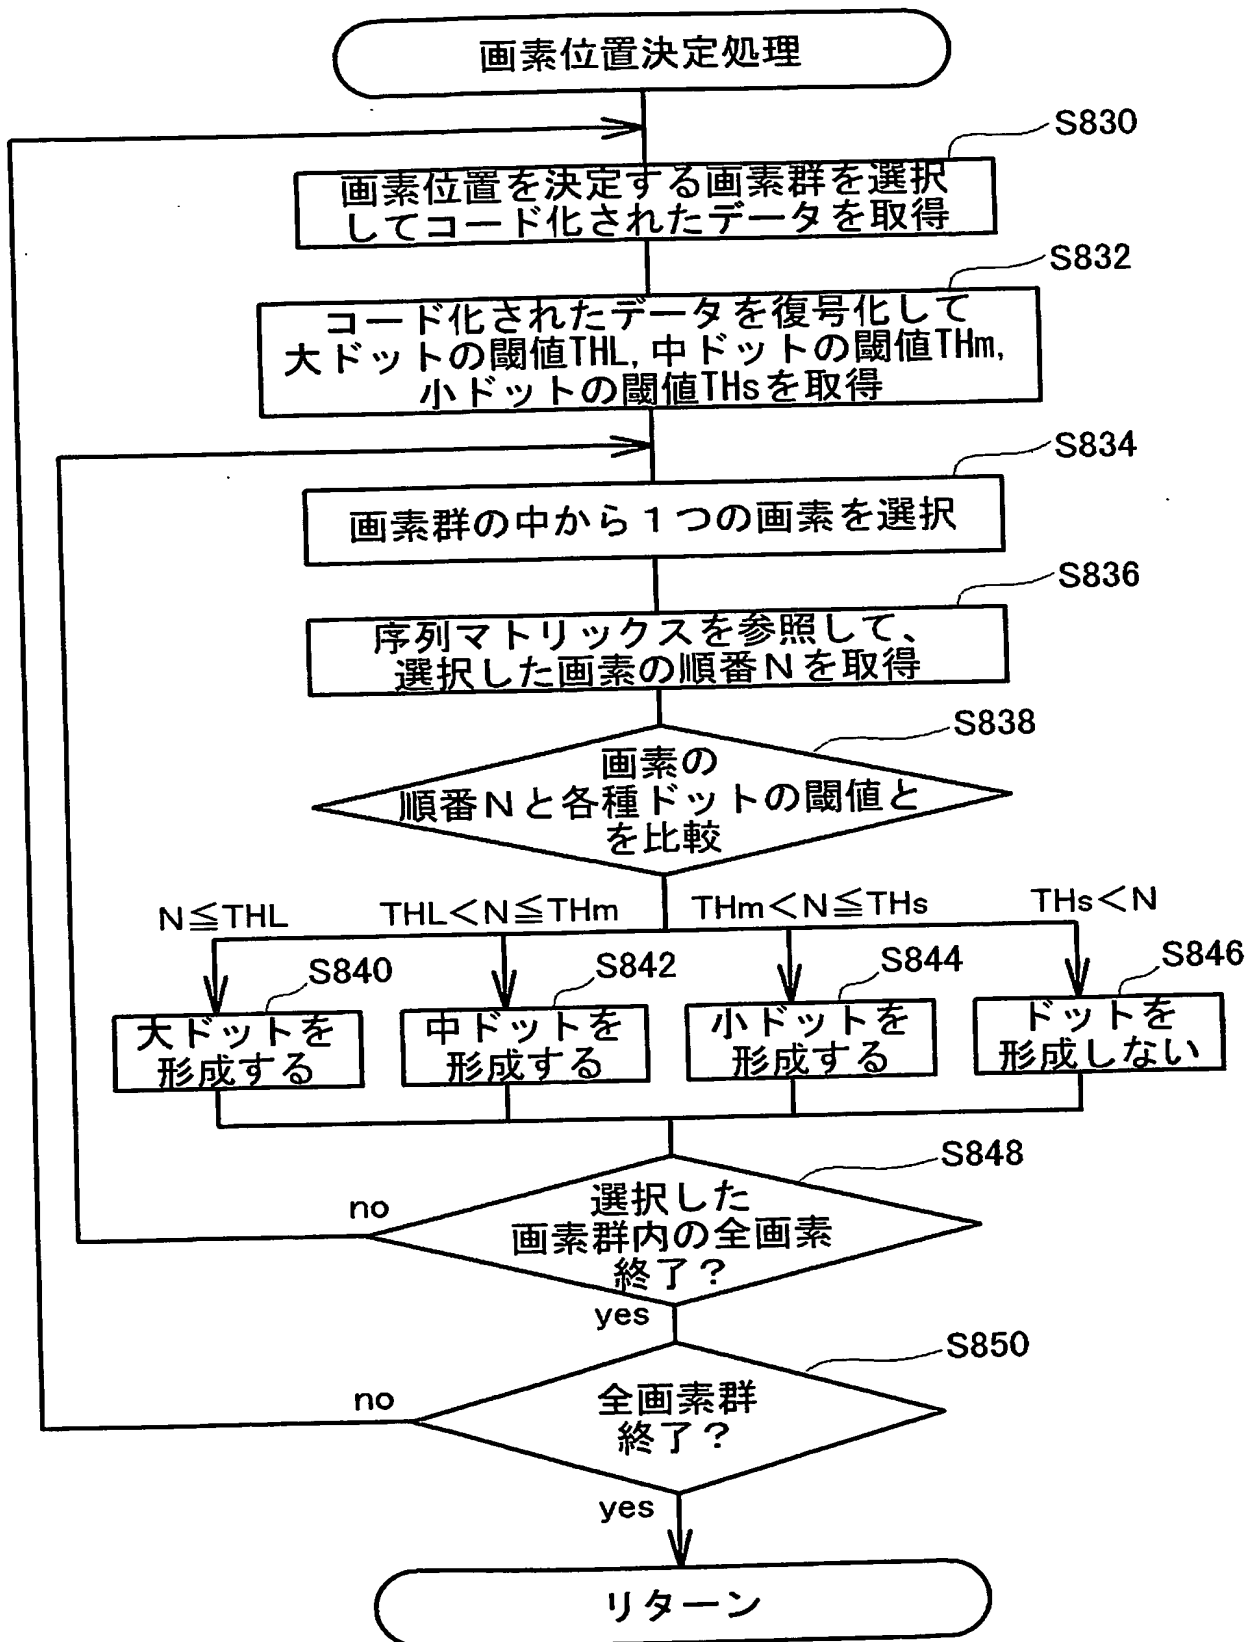 画素位置決定処理
S830
画素位置を決定する画素群を選択
してコード化されたデータを取得
S832
コード化されたデータを復号化して
大ドットの閾値THL,中ドットの閾値THm,
小ドットの閾値THsを取得
S834
画素群の中から1つの画素を選択
S836
序列マトリックスを参照して、
選択した画素の順番Nを取得
S838
画素の
順番Nと各種ドットの閾値と
を比較
N≦THL
THL<N≦THm
THm<N≦THs
THs<N
S840
S842
S844
S846
大ドットを
形成する
中ドットを
形成する
小ドットを
形成する
ドットを
形成しない
S848
選択した
画素群内の全画素
終了?
no
yes
S850
全画素群
終了?
no
yes
リターン